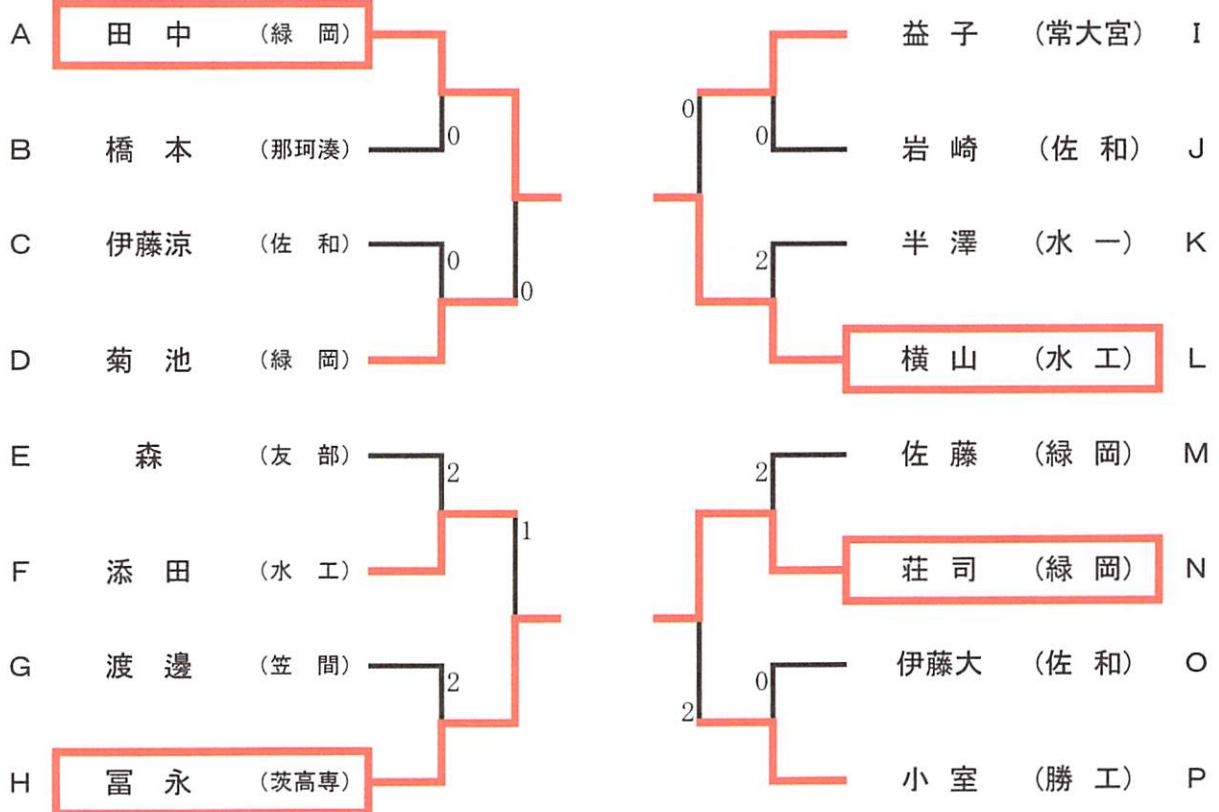 A 田中 (緑岡)
0
B 橋本 (那珂湊)
C 伊藤涼 (佐和)
0
0
D 菊池 (緑岡)
E 森 (友部)
2
1
F 添田 (水工)
G 渡邊 (笠間)
2
H 冨永 (茨高専)
益子 (常大宮) I
0
0
岩崎 (佐和) J
半澤 (水一) K
2
横山 (水工) L
佐藤 (緑岡) M
2
荘司 (緑岡) N
伊藤大 (佐和) O
0
2
小室 (勝工) P